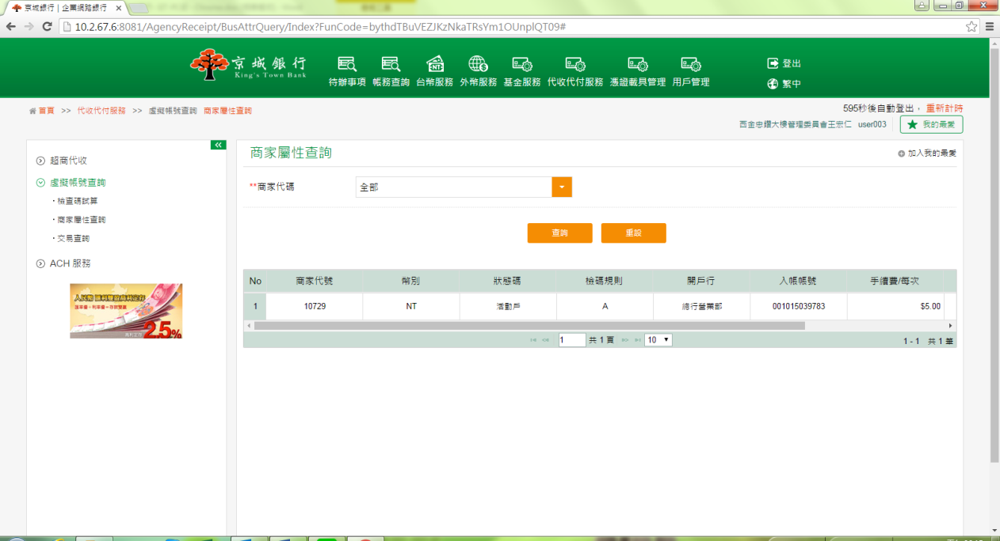 京城銀行 | 企業網路銀行
10.2.67.6:8081/AgencyReceipt/BusAttrQuery/Index?FunCode=bythdTBuVEZJKzNkaTRsYm1OUnplQT09#
京城銀行
King's Town Bank
待辦事項 帳務查詢 台幣服務 外幣服務 基金服務 代收代付服務 憑證載具管理 用戶管理
登出
繁中
首頁 >> 代收代付服務 >> 虛擬帳號查詢 商家屬性查詢
595秒後自動登出, 重新計時
西金忠鑽大樓管理委員會王宏仁 user003
我的最愛
超商代收
虛擬帳號查詢
・檢查碼試算
・商家屬性查詢
・交易查詢
ACH 服務
2.5%
商家屬性查詢
加入我的最愛
**商家代碼
全部
查詢 重設
No 商家代號 幣別 狀態碼 檢碼規則 開戶行 入帳帳號 手續費/每次
1 10729 NT 活動戶 A 總行營業部 001015039783 $5.00
1 共 1 頁 10
1 - 1 共 1 筆